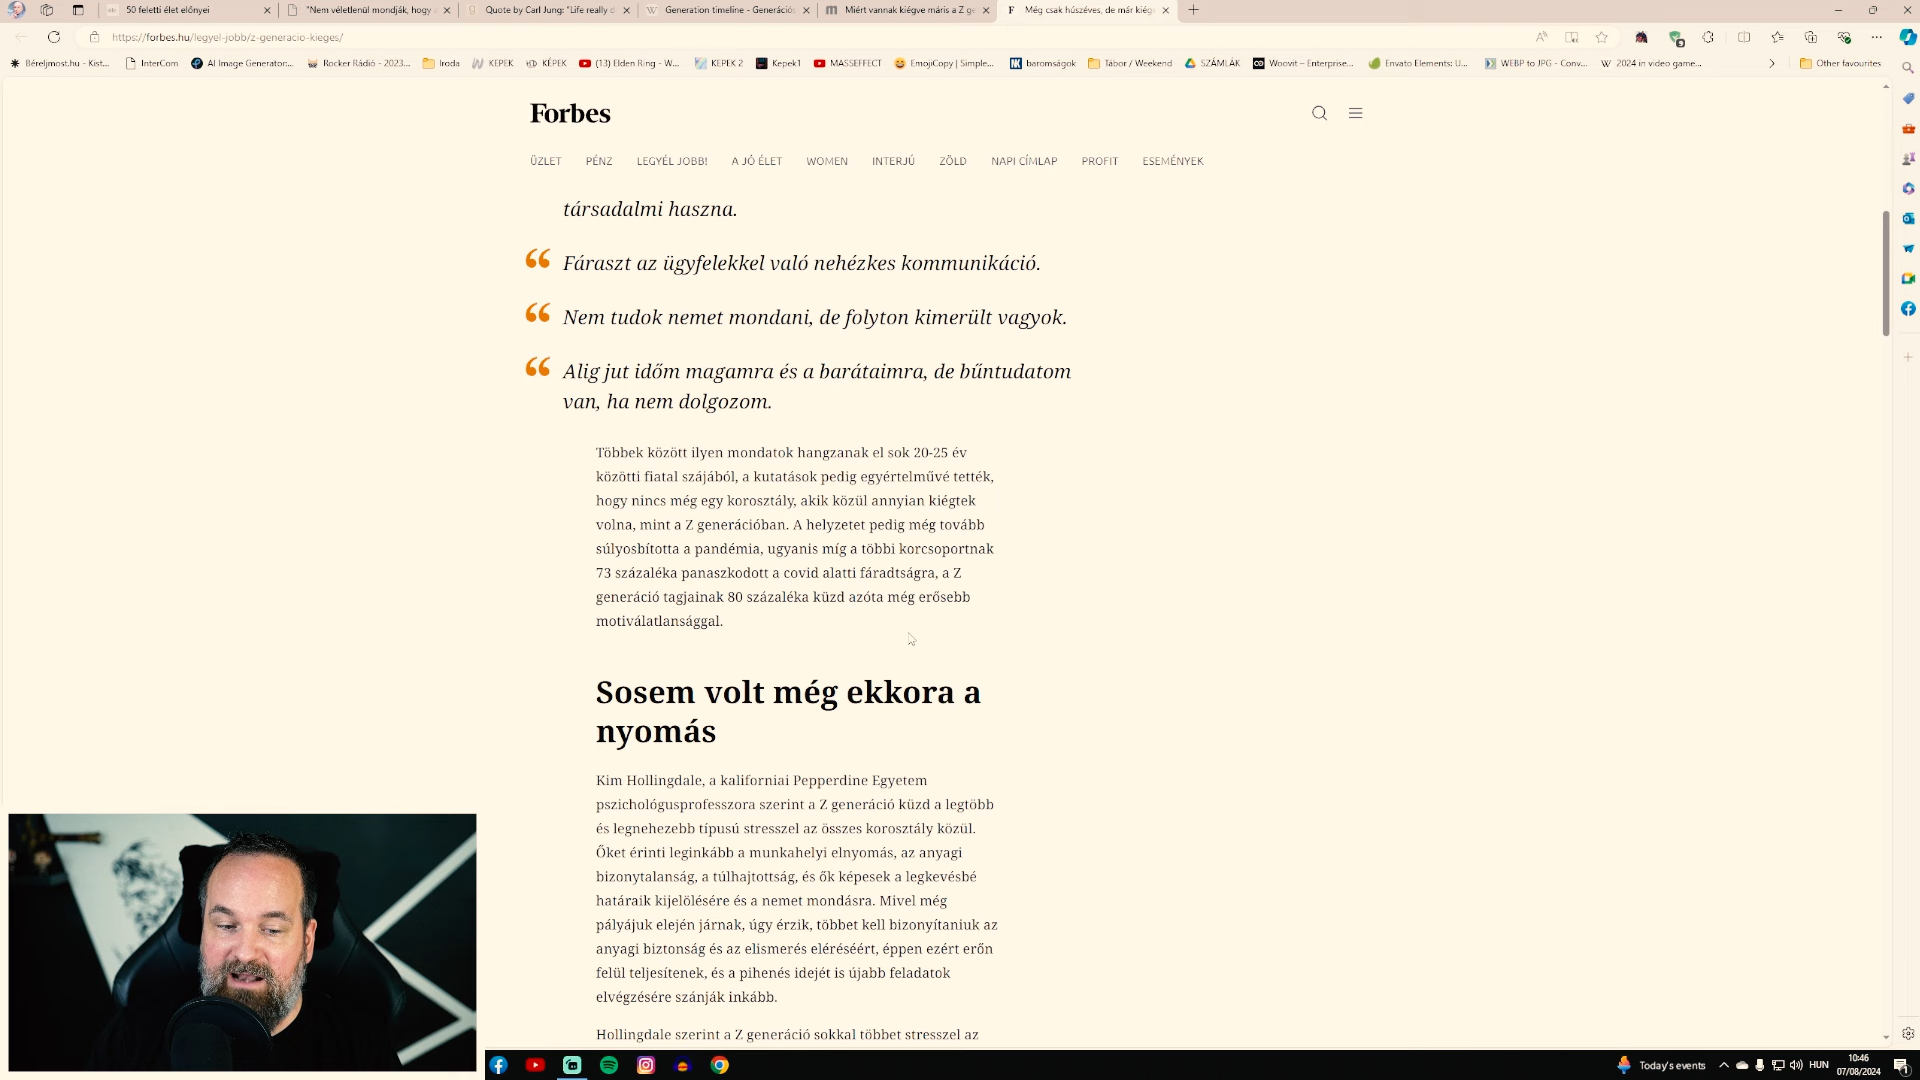 50 feletti élet előnyei
"Nem véletlenül mondják, hogy
Quote by Carl Jung: "Life really d
Generation timeline - Generációs
Miért vannak kiégve máris a Z ge
Még csak húszéves, de már kiég
https://forbes.hu/legyel-jobb/z-generacio-kieges/
Béreljmost.hu - Kist...
InterCom
AI Image Generator:...
Rocker Rádió - 2023...
Iroda
KEPEK
KÉPEK
(13) Elden Ring - W...
KEPEK 2
Kepek1
MASSEFFECT
EmojiCopy | Simple...
baromságok
Tábor / Weekend
SZÁMLÁK
Woovit – Enterprise...
Envato Elements: U...
WEBP to JPG - Conv...
2024 in video game...
Other favourites
Forbes
ÜZLET
PÉNZ
LEGYÉL JOBB!
A JÓ ÉLET
WOMEN
INTERJÚ
ZÖLD
NAPI CÍMLAP
PROFIT
ESEMÉNYEK
társadalmi haszna.
Fáraszt az ügyfelekkel való nehézkes kommunikáció.
Nem tudok nemet mondani, de folyton kimerült vagyok.
Alig jut időm magamra és a barátaimra, de bűntudatom
van, ha nem dolgozom.
Többek között ilyen mondatok hangzanak el sok 20-25 év
közötti fiatal szájából, a kutatások pedig egyértelművé tették,
hogy nincs még egy korosztály, akik közül annyian kiégtek
volna, mint a Z generációban. A helyzetet pedig még tovább
súlyosbította a pandémia, ugyanis míg a többi korcsoportnak
73 százaléka panaszkodott a covid alatti fáradtságra, a Z
generáció tagjainak 80 százaléka küzd azóta még erősebb
motiválatlansággal.
Sosem volt még ekkora a
nyomás
Kim Hollingdale, a kaliforniai Pepperdine Egyetem
pszichológusprofesszora szerint a Z generáció küzd a legtöbb
és legnehezebb típusú stresszel az összes korosztály közül.
Őket érinti leginkább a munkahelyi elnyomás, az anyagi
bizonytalanság, a túlhajtottság, és ők képesek a legkevésbé
határaik kijelölésére és a nemet mondásra. Mivel még
pályájuk elején járnak, úgy érzik, többet kell bizonyítaniuk az
anyagi biztonság és az elismerés eléréséért, éppen ezért erőn
felül teljesítenek, és a pihenés idejét is újabb feladatok
elvégzésére szánják inkább.
Hollingdale szerint a Z generáció sokkal többet stresszel az
Today's events
HUN
10:46
07/08/2024